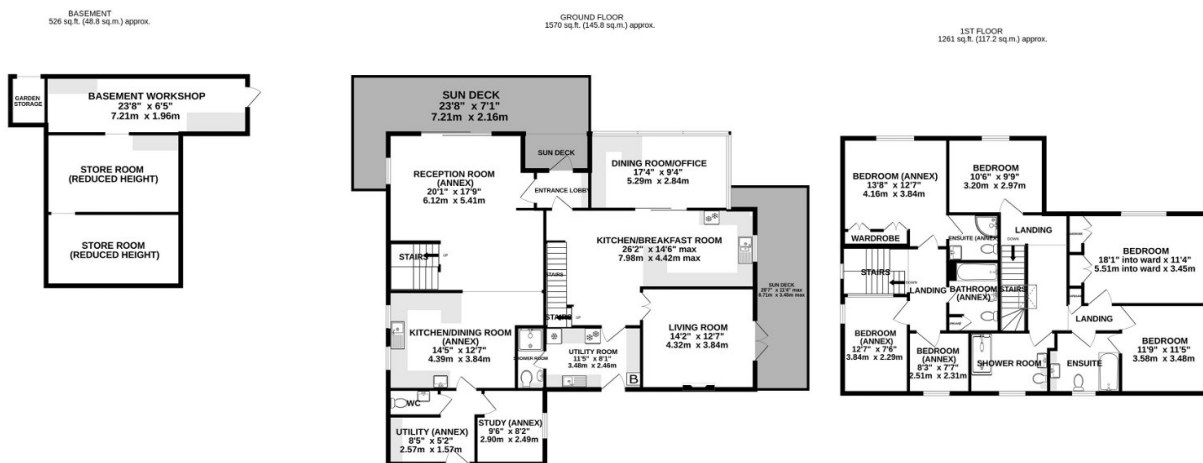 BASEMENT
526 sq.ft. (48.8 sq.m.) approx.
GARDEN
STORAGE
BASEMENT WORKSHOP
23'8" x 6'5"
7.21m x 1.96m
STORE ROOM
(REDUCED HEIGHT)
STORE ROOM
(REDUCED HEIGHT)
GROUND FLOOR
1570 sq.ft. (145.8 sq.m.) approx.
SUN DECK
23'8" x 7'1"
7.21m x 2.16m
SUN DECK
RECEPTION ROOM
(ANNEX)
20'1" x 17'9"
6.12m x 5.41m
ENTRANCE LOBBY
DINING ROOM/OFFICE
17'4" x 9'4"
5.29m x 2.84m
KITCHEN/BREAKFAST ROOM
26'2" x 14'6" max
7.98m x 4.42m max
STAIRS
UP
STAIRS
STAIRS
UP
KITCHEN/DINING ROOM
(ANNEX)
14'5" x 12'7"
4.39m x 3.84m
SHOWER ROOM
UTILITY ROOM
11'5" x 8'1"
3.48m x 2.46m
B
LIVING ROOM
14'2" x 12'7"
4.32m x 3.84m
SUN DECK
6.71m x 3.46m max
WC
UTILITY (ANNEX)
8'5" x 5'2"
2.57m x 1.57m
STUDY (ANNEX)
9'6" x 8'2"
2.90m x 2.49m
1ST FLOOR
1261 sq.ft. (117.2 sq.m.) approx.
BEDROOM (ANNEX)
13'8" x 12'7"
4.16m x 3.84m
WARDROBE
BEDROOM
10'6" x 9'9"
3.20m x 2.97m
ENSUITE (ANNEX)
LANDING
DOWN
BEDROOM
18'1" into ward x 11'4"
5.51m into ward x 3.45m
STAIRS
DOWN
LANDING
BATHROOM
(ANNEX)
STAIRS
LANDING
BEDROOM
(ANNEX)
12'7" x 7'6"
3.84m x 2.29m
BEDROOM
(ANNEX)
8'3" x 7'7"
2.51m x 2.31m
SHOWER ROOM
ENSUITE
BEDROOM
11'9" x 11'5"
3.58m x 3.48m